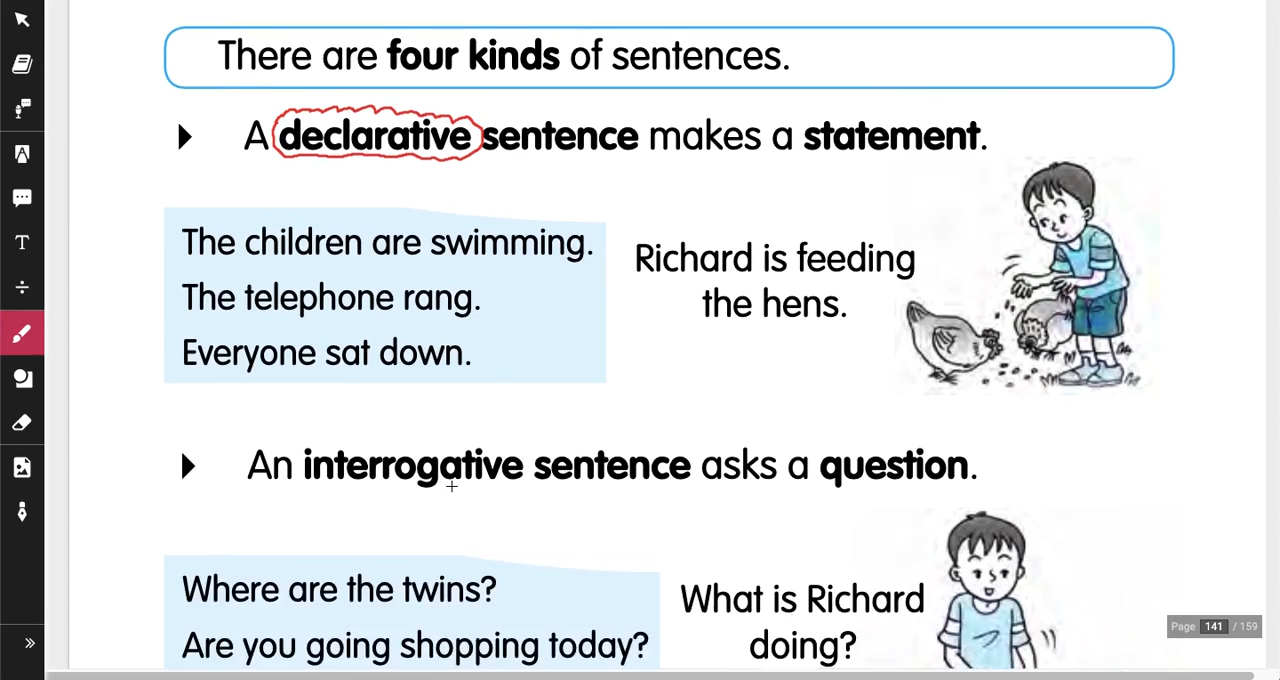 There are four kinds of sentences.
A declarative sentence makes a statement.
The children are swimming.
The telephone rang.
Everyone sat down.
Richard is feeding
the hens.
An interrogative sentence asks a question.
Where are the twins?
Are you going shopping today?
What is Richard
doing?
Page 141 / 159